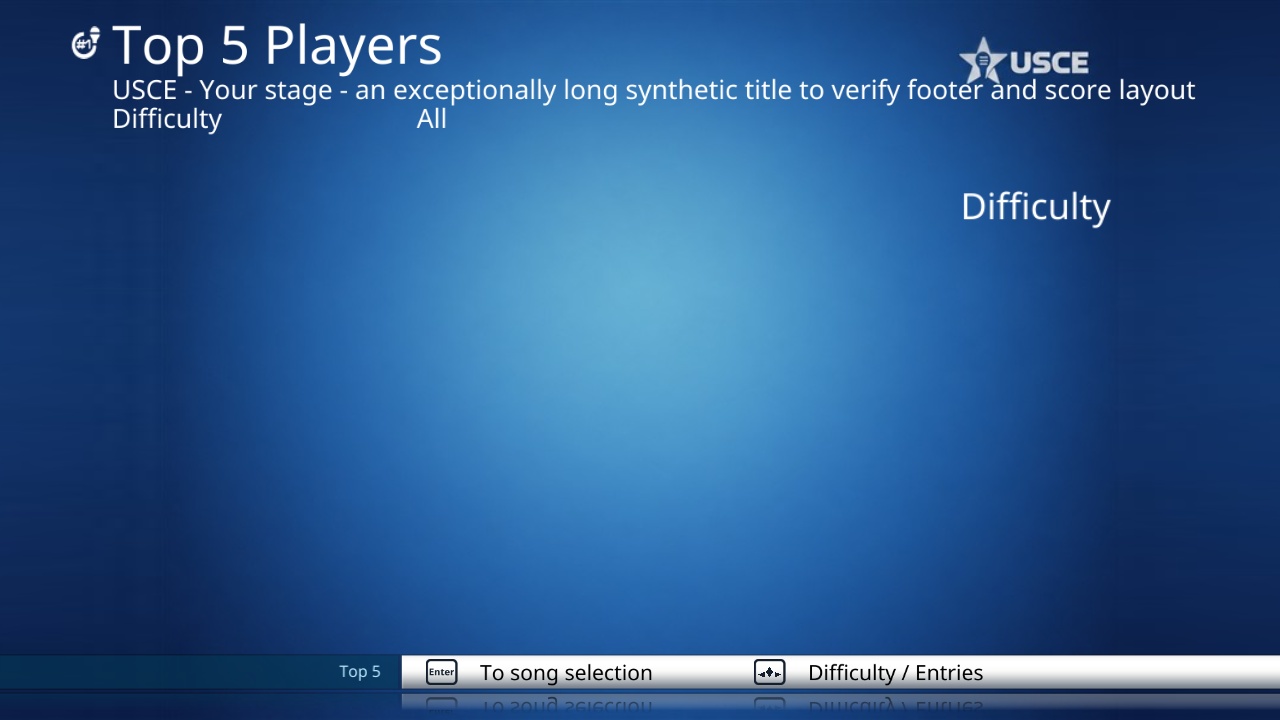 Top 5 Players
USCE
USCE - Your stage - an exceptionally long synthetic title to verify footer and score layout
Difficulty All
Difficulty
Top 5
Enter To song selection
Difficulty / Entries